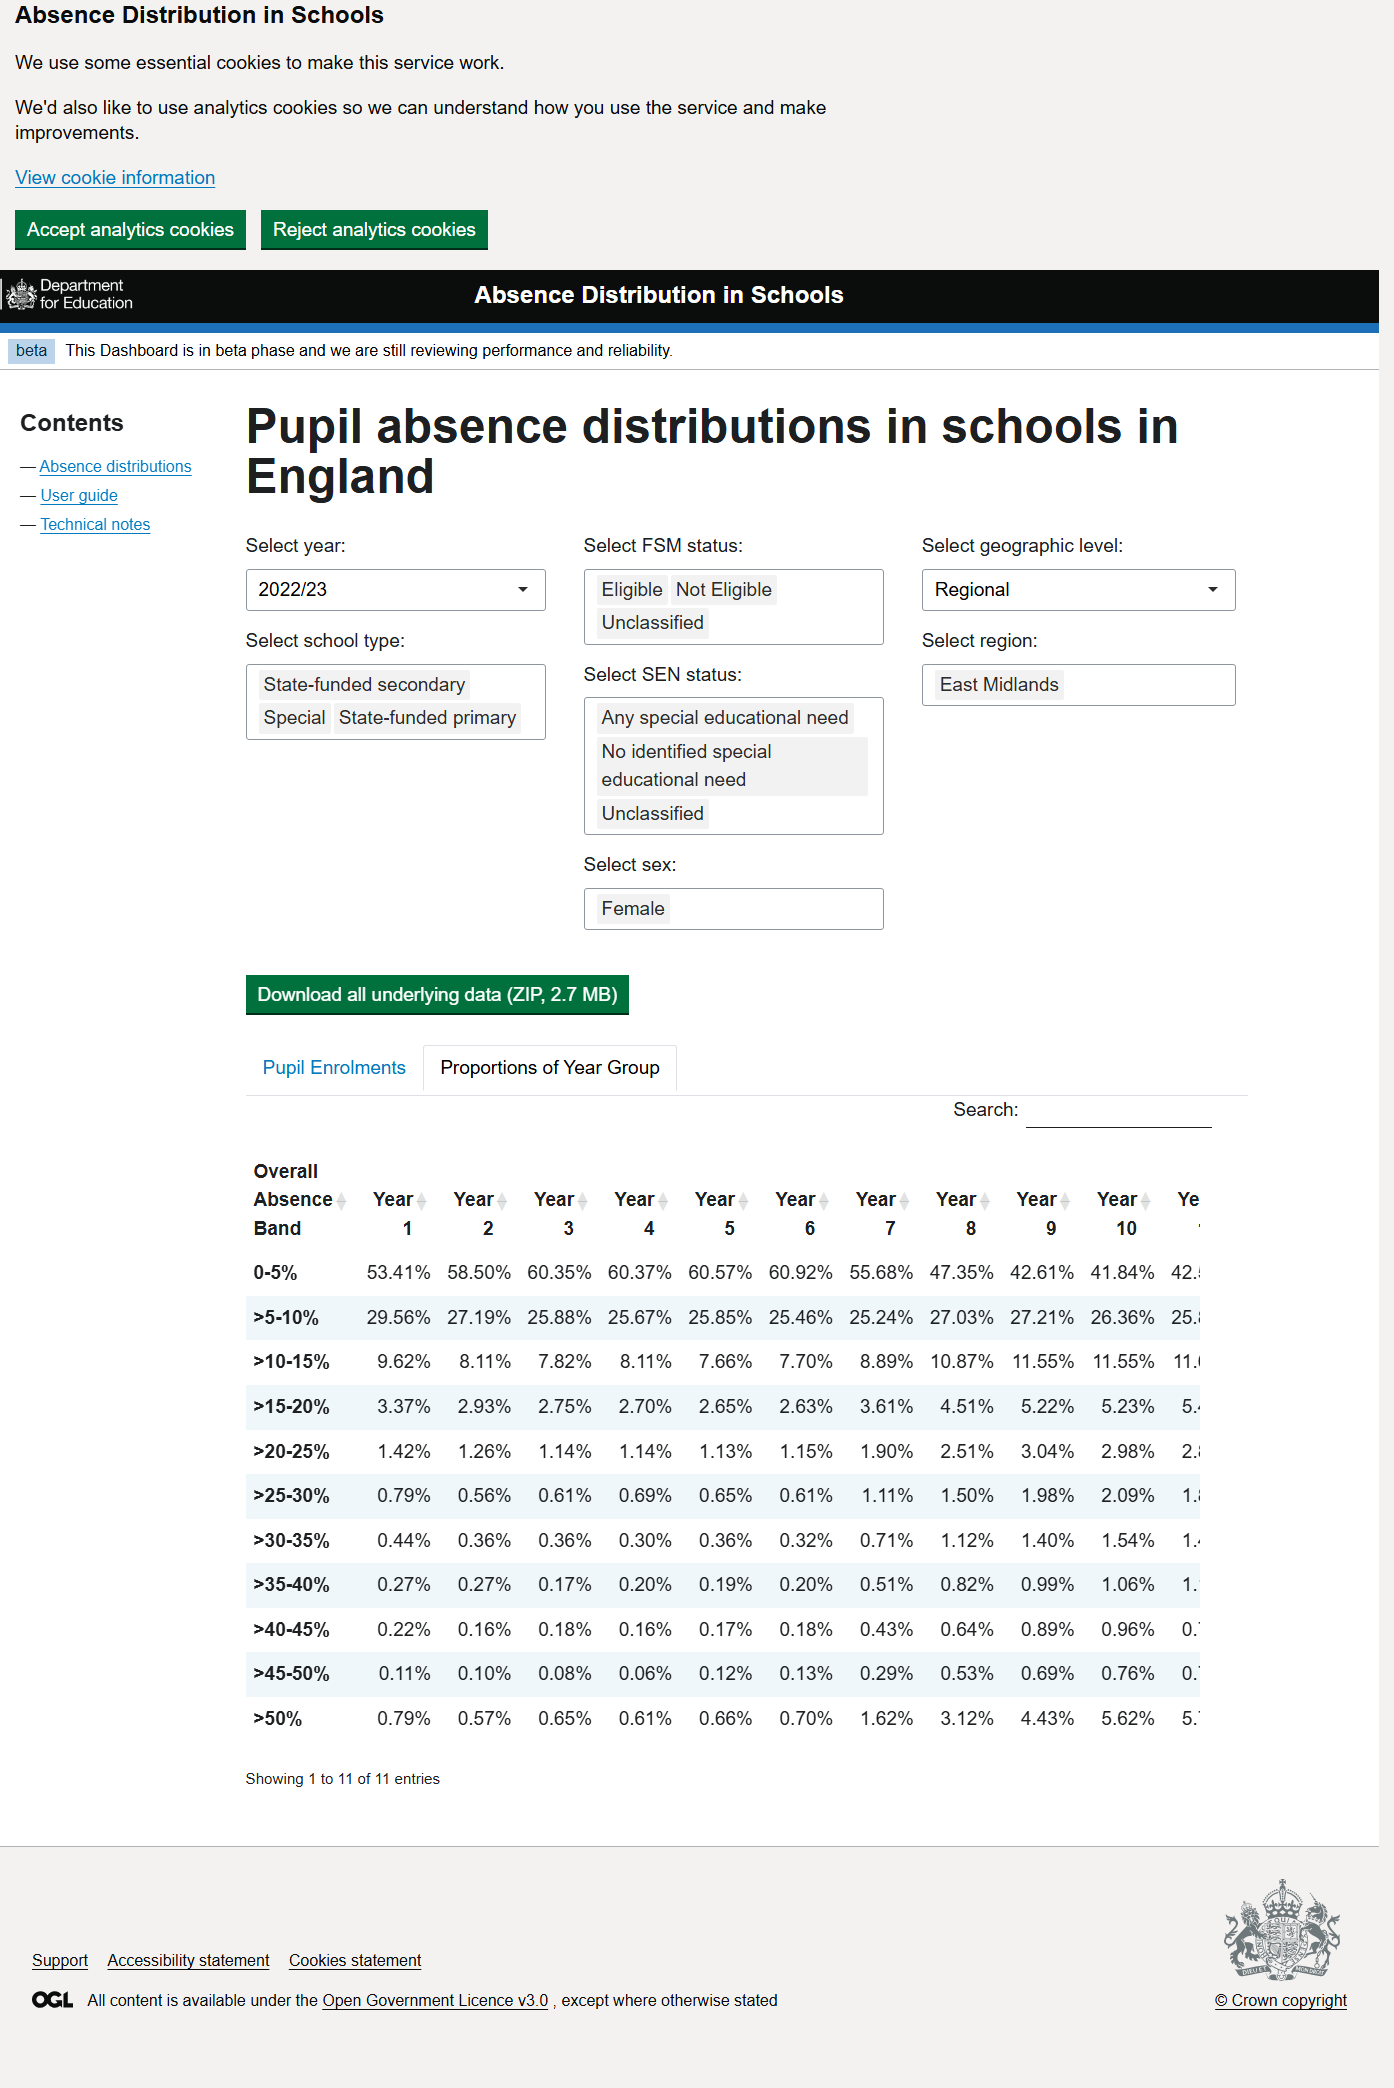 Absence Distribution in Schools
We use some essential cookies to make this service work.
We'd also like to use analytics cookies so we can understand how you use the service and make
improvements.
View cookie information
Accept analytics cookies Reject analytics cookies
Department
for Education
Absence Distribution in Schools
beta This Dashboard is in beta phase and we are still reviewing performance and reliability.
Contents
— Absence distributions
— User guide
— Technical notes
Pupil absence distributions in schools in
England
Select year:
2022/23
Select school type:
State-funded secondary
Special State-funded primary
Select FSM status:
Eligible Not Eligible
Unclassified
Select SEN status:
Any special educational need
No identified special
educational need
Unclassified
Select sex:
Female
Select geographic level:
Regional
Select region:
East Midlands
Download all underlying data (ZIP, 2.7 MB)
Pupil Enrolments Proportions of Year Group
Search:
Overall
Absence Year Year Year Year Year Year Year Year Year Year Ye
Band 1 2 3 4 5 6 7 8 9 10
0-5% 53.41% 58.50% 60.35% 60.37% 60.57% 60.92% 55.68% 47.35% 42.61% 41.84% 42.
>5-10% 29.56% 27.19% 25.88% 25.67% 25.85% 25.46% 25.24% 27.03% 27.21% 26.36% 25.
>10-15% 9.62% 8.11% 7.82% 8.11% 7.66% 7.70% 8.89% 10.87% 11.55% 11.55% 11.
>15-20% 3.37% 2.93% 2.75% 2.70% 2.65% 2.63% 3.61% 4.51% 5.22% 5.23% 5.
>20-25% 1.42% 1.26% 1.14% 1.14% 1.13% 1.15% 1.90% 2.51% 3.04% 2.98% 2.
>25-30% 0.79% 0.56% 0.61% 0.69% 0.65% 0.61% 1.11% 1.50% 1.98% 2.09% 1.
>30-35% 0.44% 0.36% 0.36% 0.30% 0.36% 0.32% 0.71% 1.12% 1.40% 1.54% 1.
>35-40% 0.27% 0.27% 0.17% 0.20% 0.19% 0.20% 0.51% 0.82% 0.99% 1.06% 1.
>40-45% 0.22% 0.16% 0.18% 0.16% 0.17% 0.18% 0.43% 0.64% 0.89% 0.96% 0.
>45-50% 0.11% 0.10% 0.08% 0.06% 0.12% 0.13% 0.29% 0.53% 0.69% 0.76% 0.
>50% 0.79% 0.57% 0.65% 0.61% 0.66% 0.70% 1.62% 3.12% 4.43% 5.62% 5.
Showing 1 to 11 of 11 entries
Support Accessibility statement Cookies statement
OGL All content is available under the Open Government Licence v3.0 , except where otherwise stated
© Crown copyright